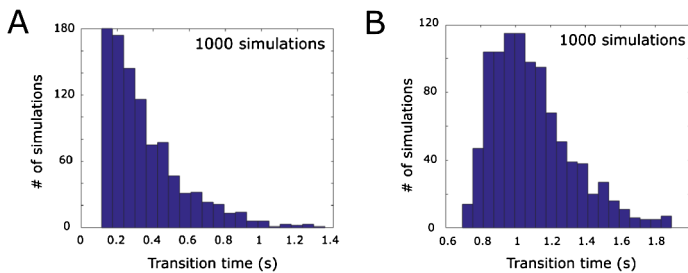 A
180
120
60
0
# of simulations
1000 simulations
0 0.2 0.4 0.6 0.8 1.0 1.2 1.4
Transition time (s)
B
120
80
40
0
# of simulations
1000 simulations
0.6 0.8 1 1.2 1.4 1.6 1.8
Transition time (s)